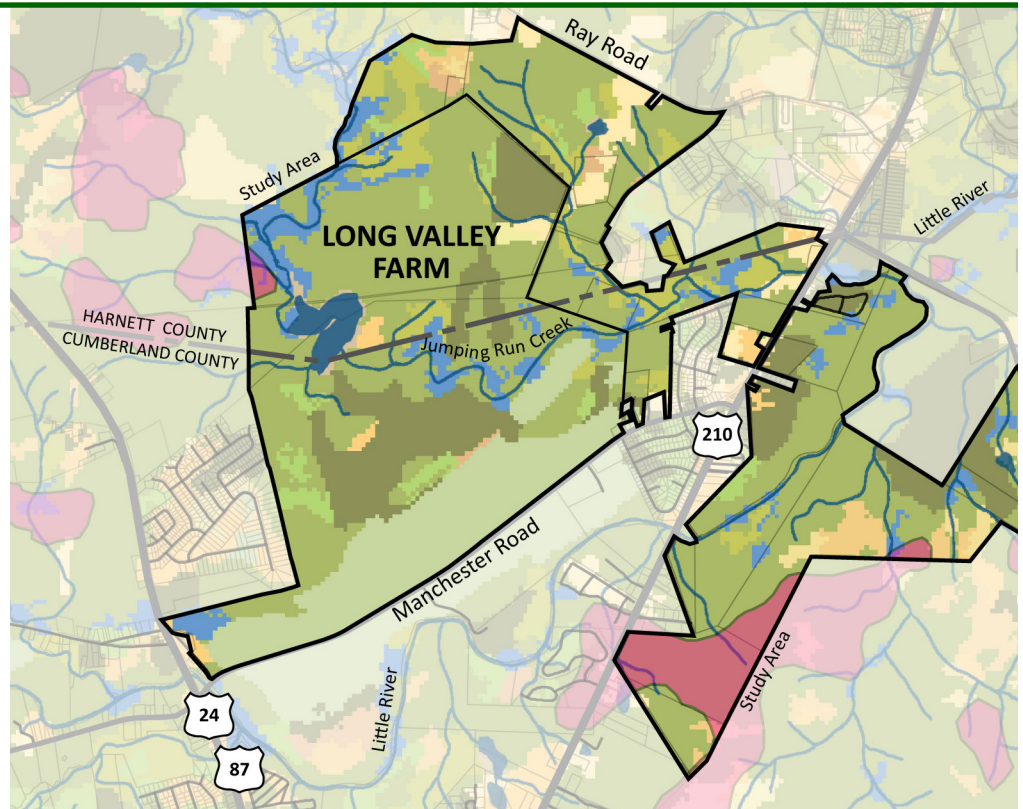 Ray Road
Study Area
Little River
LONG VALLEY
FARM
HARNETT COUNTY
CUMBERLAND COUNTY
Jumping Run Creek
210
Manchester Road
Study Area
Little River
24
87